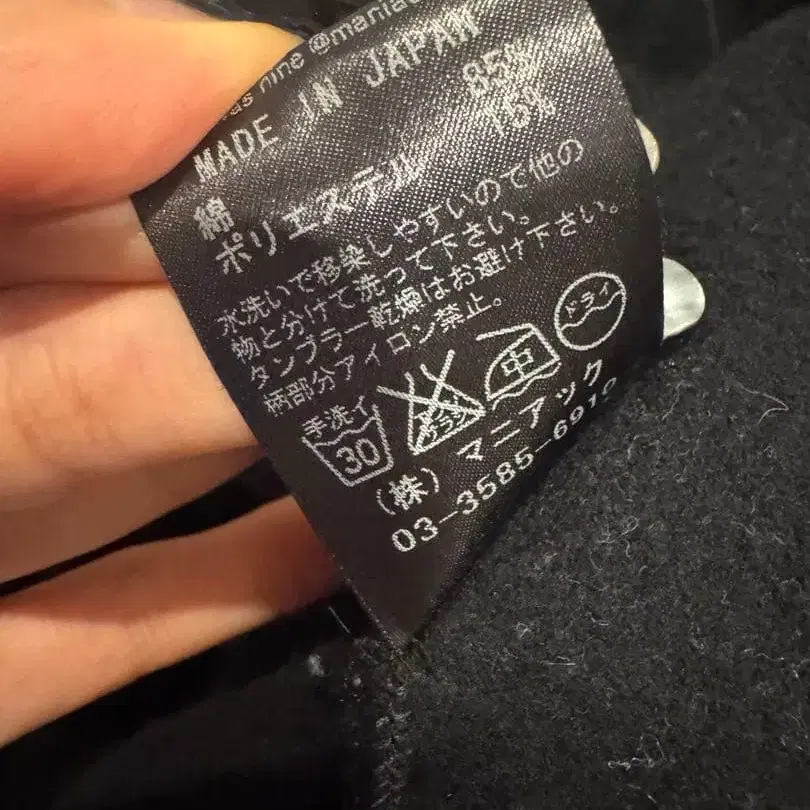 nine @maniac
MADE IN JAPAN
綿 85%
ポリエステル 15%
水洗いで移染しやすいので他の
物と分けて洗って下さい。
タンブラー乾燥はお避け下さい。
柄部分アイロン禁止。
手洗イ 30
中
ドライ
(株) マニアック
03-3585-6910